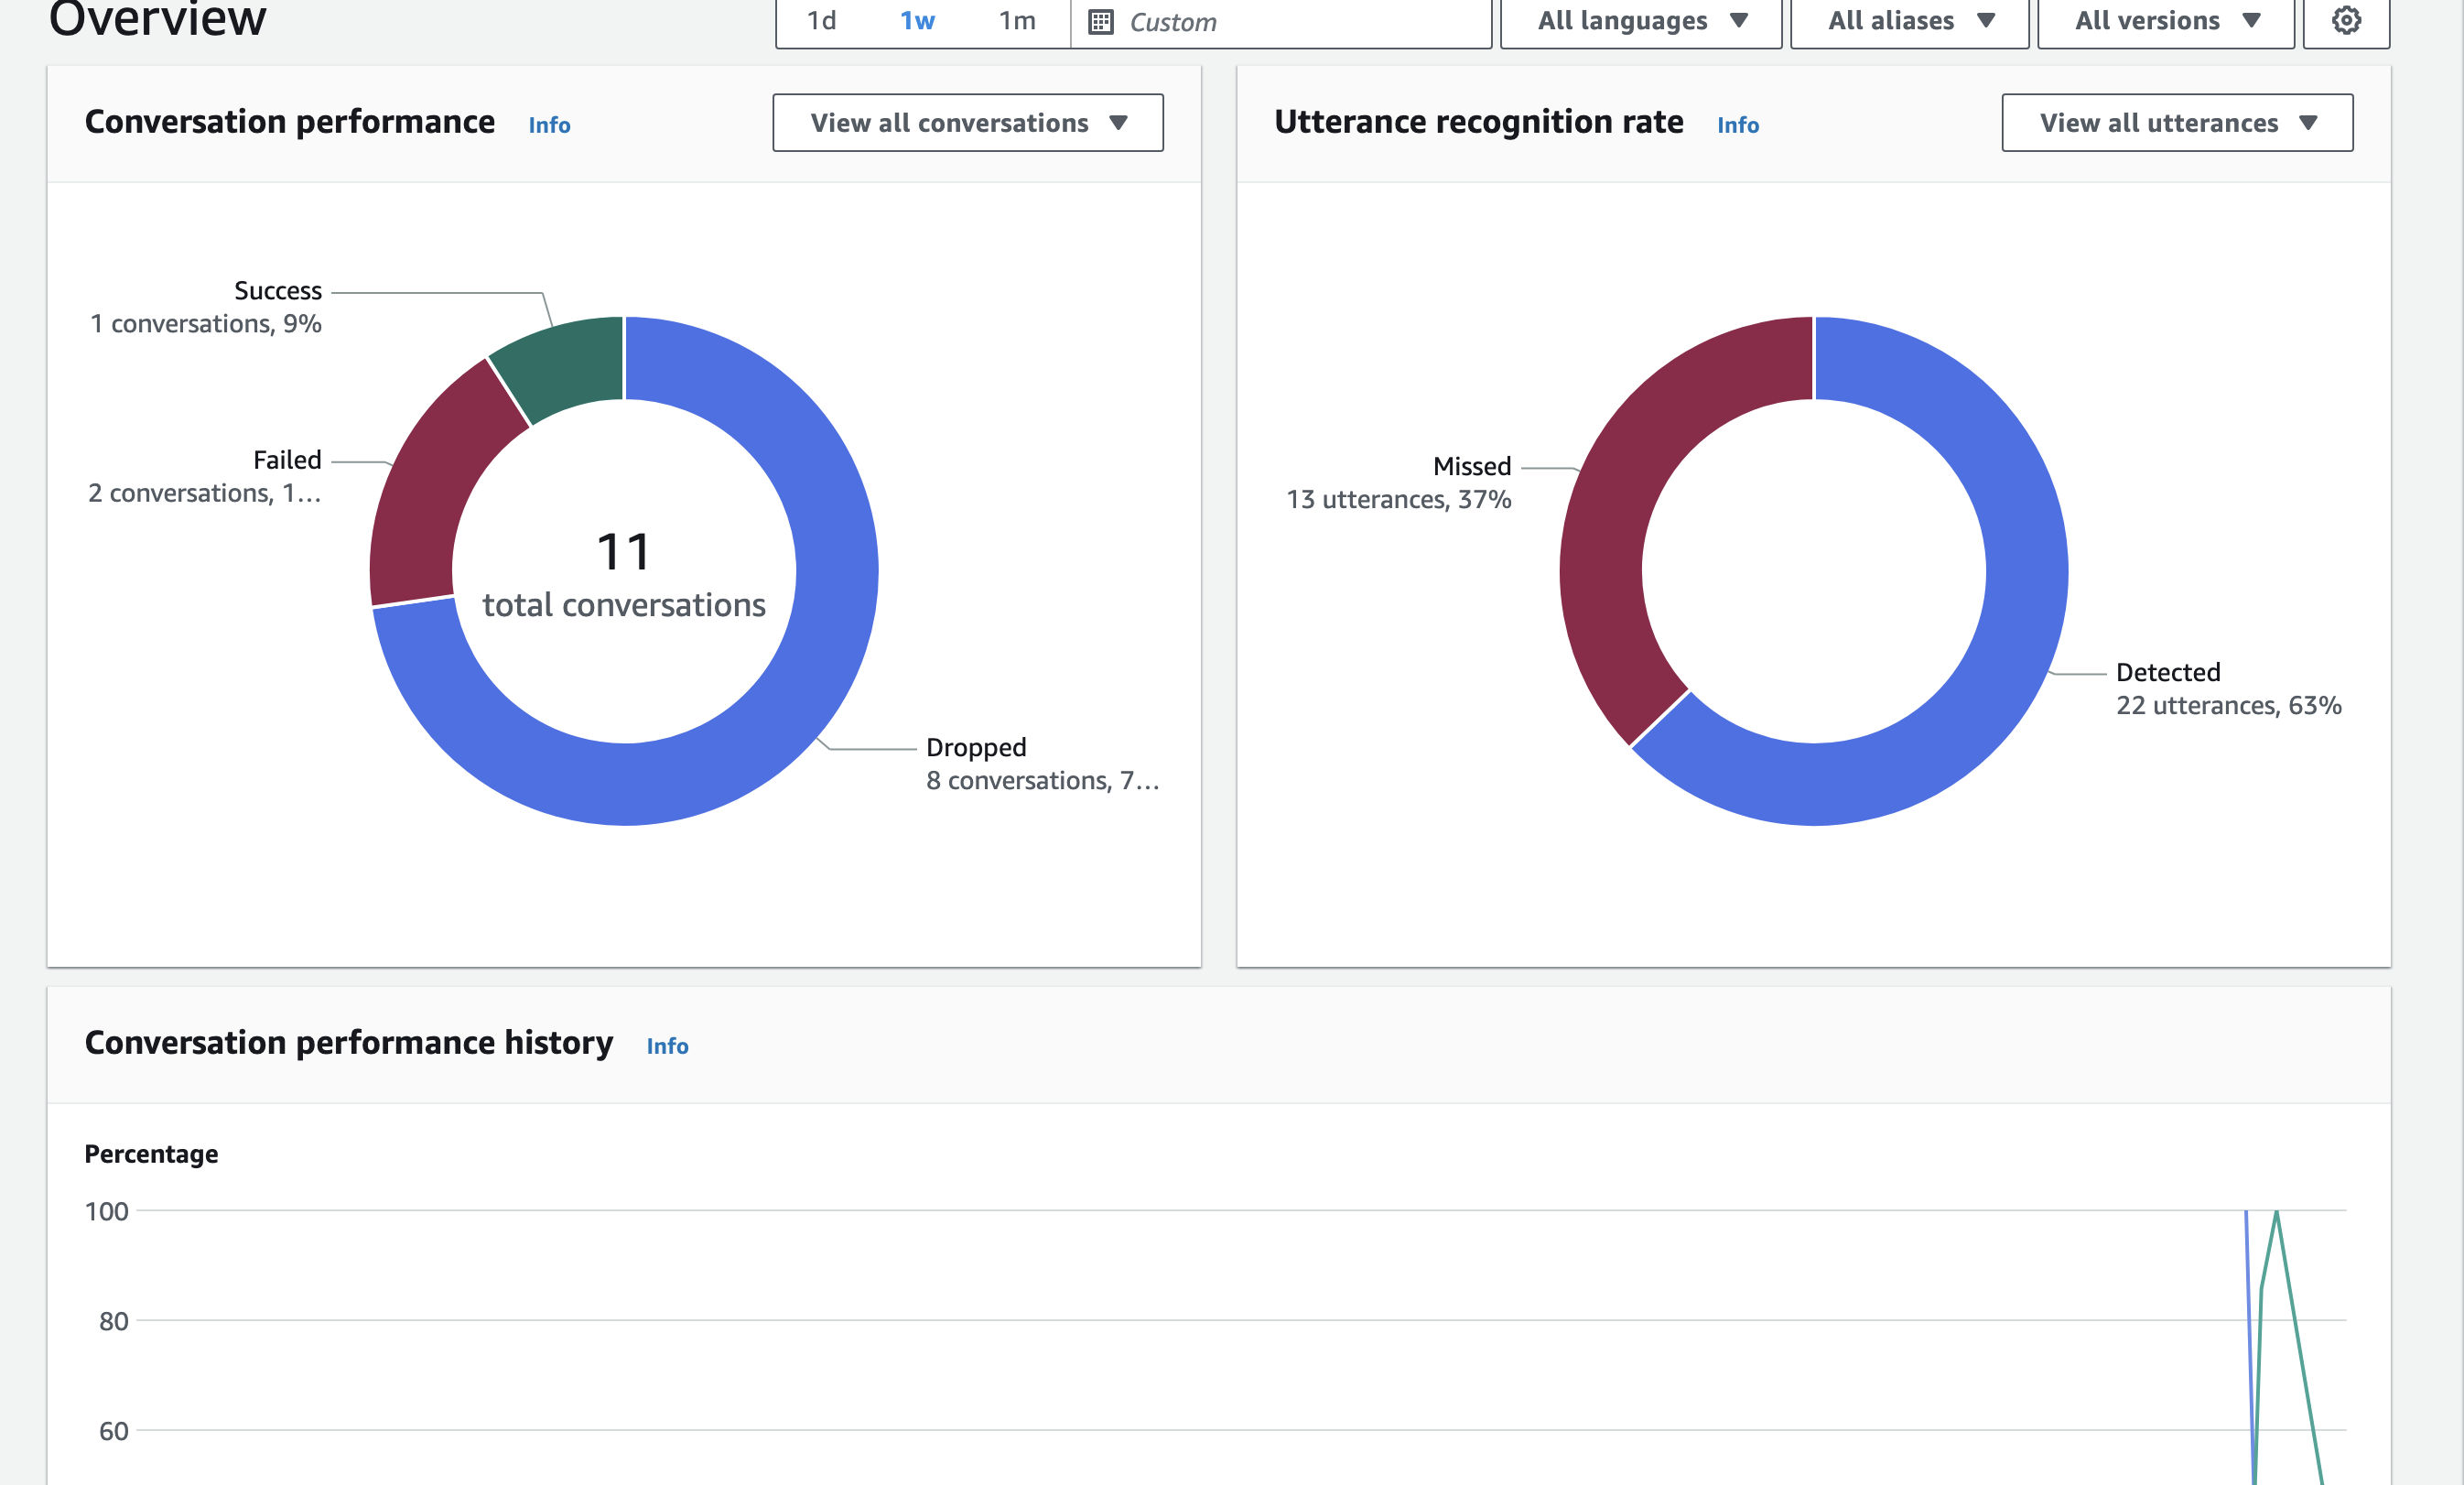 Overview
1d 1w 1m Custom All languages All aliases All versions
Conversation performance Info View all conversations
Success
1 conversations, 9%
Failed
2 conversations, 1...
11
total conversations
Dropped
8 conversations, 7...
Utterance recognition rate Info View all utterances
Missed
13 utterances, 37%
Detected
22 utterances, 63%
Conversation performance history Info
Percentage
100
80
60